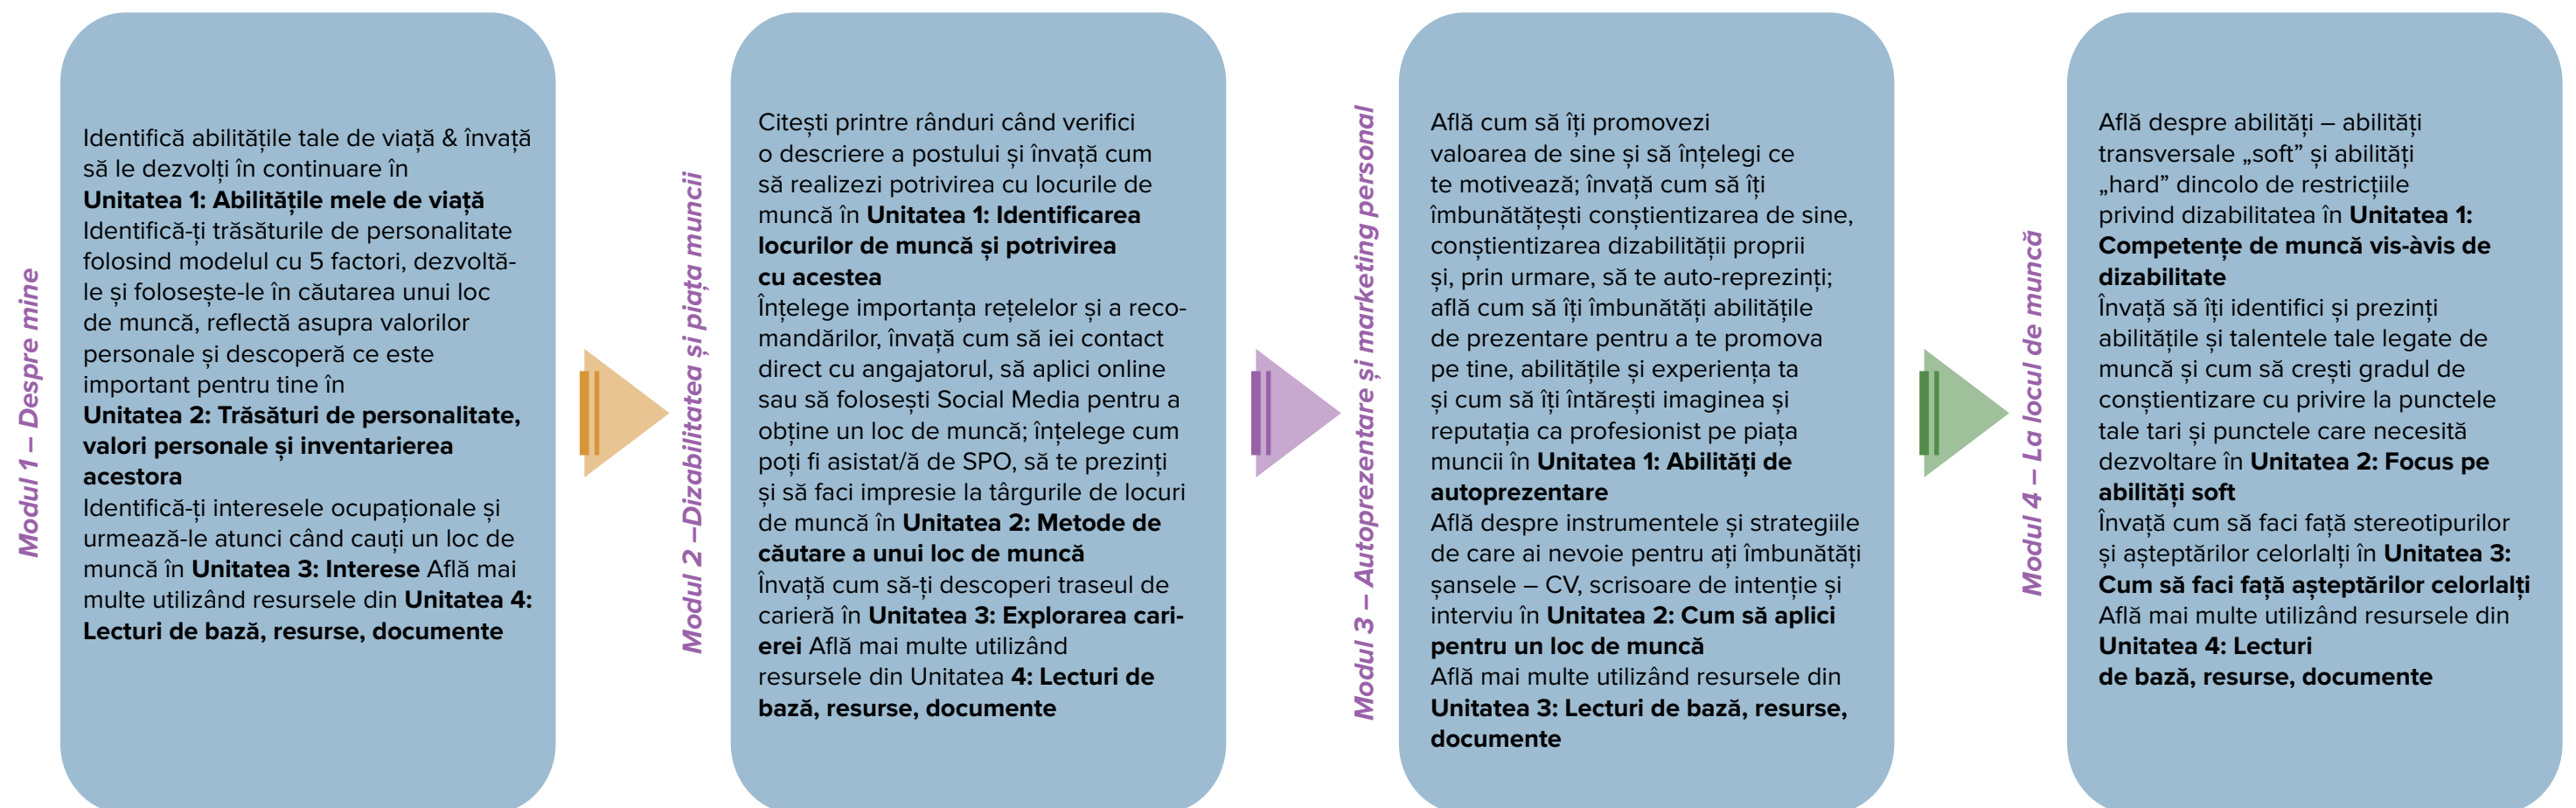 Modul 1 – Despre mine
Identifică abilitățile tale de viață & învață
să le dezvolți în continuare în
Unitatea 1: Abilitățile mele de viață
Identifică-ți trăsăturile de personalitate
folosind modelul cu 5 factori, dezvoltă-
le și folosește-le în căutarea unui loc
de muncă, reflectă asupra valorilor
personale și descoperă ce este
important pentru tine în
Unitatea 2: Trăsături de personalitate,
valori personale și inventarierea
acestora
Identifică-ți interesele ocupaționale și
urmează-le atunci când cauți un loc de
muncă în Unitatea 3: Interese Află mai
multe utilizând resursele din Unitatea 4:
Lecturi de bază, resurse, documente
Modul 2 –Dizabilitatea și piața muncii
Citești printre rânduri când verifici
o descriere a postului și învață cum
să realizezi potrivirea cu locurile de
muncă în Unitatea 1: Identificarea
locurilor de muncă și potrivirea
cu acestea
Înțelege importanța rețelelor și a reco-
mandărilor, învață cum să iei contact
direct cu angajatorul, să aplici online
sau să folosești Social Media pentru a
obține un loc de muncă; înțelege cum
poți fi asistat/ă de SPO, să te prezinți
și să faci impresie la târgurile de locuri
de muncă în Unitatea 2: Metode de
căutare a unui loc de muncă
Învață cum să-ți descoperi traseul de
carieră în Unitatea 3: Explorarea cari-
erei Află mai multe utilizând
resursele din Unitatea 4: Lecturi de
bază, resurse, documente
Modul 3 – Autoprezentare și marketing personal
Află cum să îți promovezi
valoarea de sine și să înțelegi ce
te motivează; învață cum să îți
îmbunătățești conștientizarea de sine,
conștientizarea dizabilității proprii
și, prin urmare, să te auto-reprezinți;
află cum să îți îmbunătăți abilitățile
de prezentare pentru a te promova
pe tine, abilitățile și experiența ta
și cum să îți întărești imaginea și
reputația ca profesionist pe piața
muncii în Unitatea 1: Abilități de
autoprezentare
Află despre instrumentele și strategiile
de care ai nevoie pentru ați îmbunătăți
șansele – CV, scrisoare de intenție și
interviu în Unitatea 2: Cum să aplici
pentru un loc de muncă
Află mai multe utilizând resursele din
Unitatea 3: Lecturi de bază, resurse,
documente
Modul 4 – La locul de muncă
Află despre abilități – abilități
transversale „soft” și abilități
„hard” dincolo de restricțiile
privind dizabilitatea în Unitatea 1:
Competențe de muncă vis-àvis de
dizabilitate
Învață să îți identifici și prezinți
abilitățile și talentele tale legate de
muncă și cum să crești gradul de
conștientizare cu privire la punctele
tale tari și punctele care necesită
dezvoltare în Unitatea 2: Focus pe
abilități soft
Învață cum să faci față stereotipurilor
și așteptărilor celorlalți în Unitatea 3:
Cum să faci față așteptărilor celorlalți
Află mai multe utilizând resursele din
Unitatea 4: Lecturi
de bază, resurse, documente